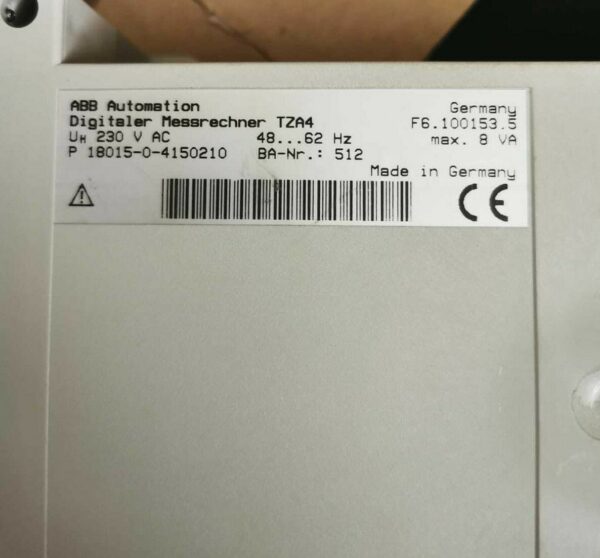 ABB Automation Germany
Digitaler Messrechner TZA4 F6.100153.5
UH 230 V AC 48...62 Hz max. 8 VA
P 18015-0-4150210 BA-Nr.: 512
Made in Germany
CE